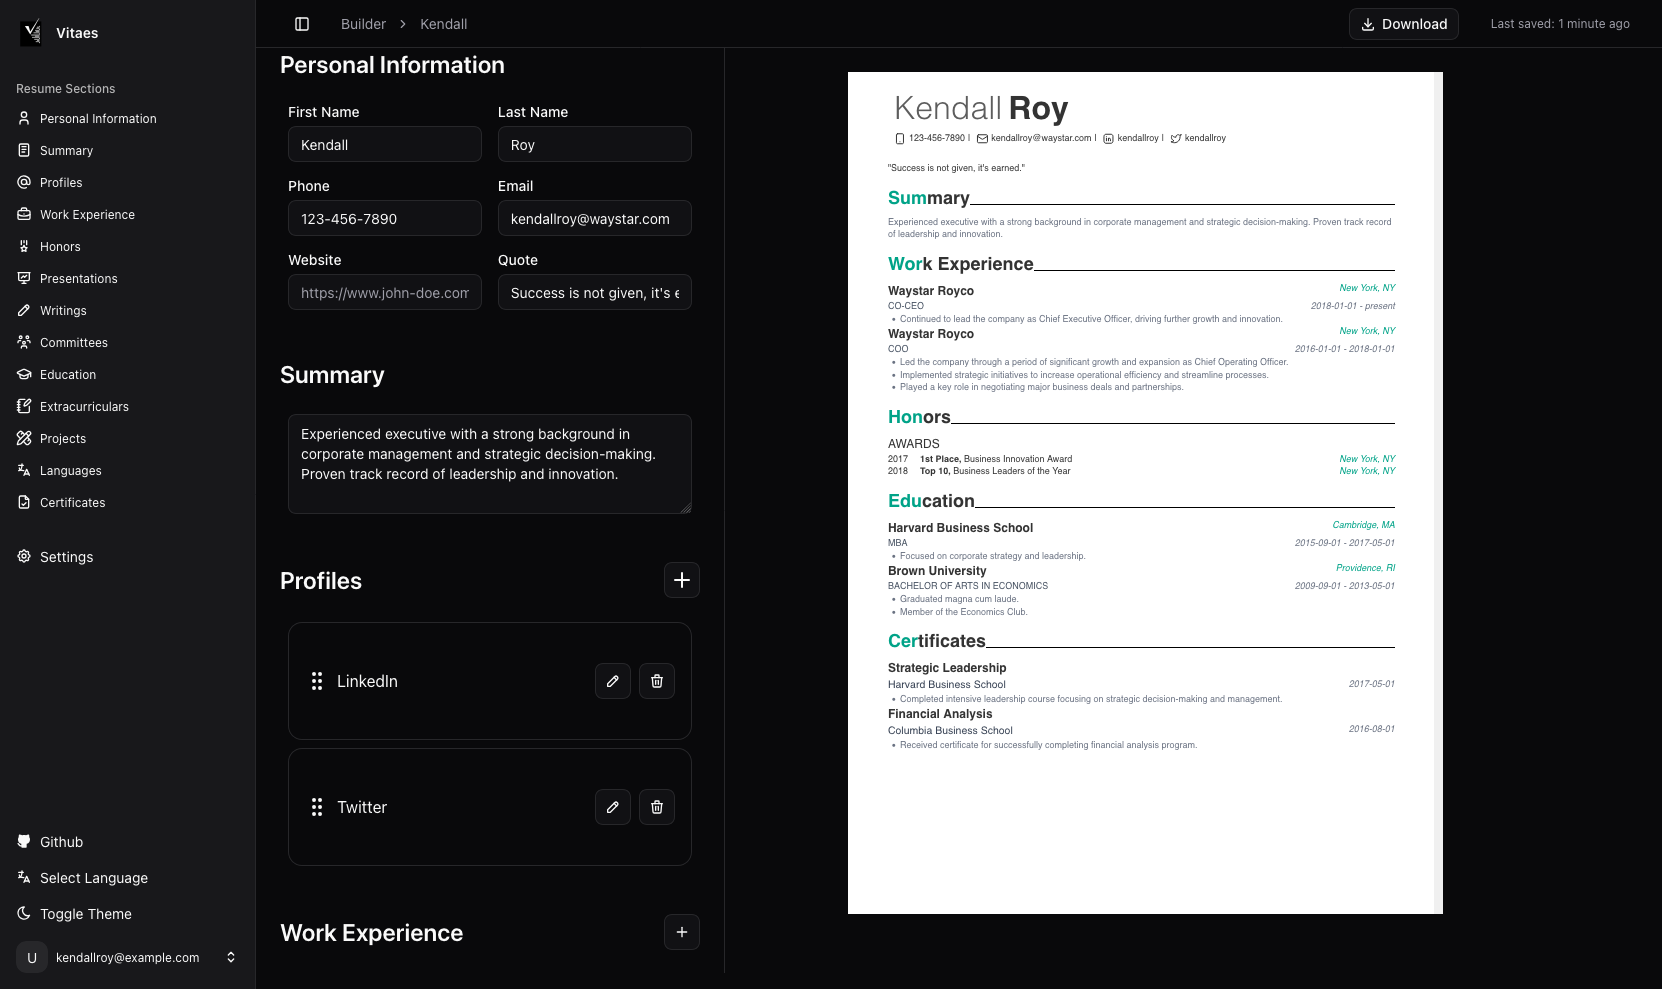 Vitaes
Resume Sections
Personal Information
Summary
Profiles
Work Experience
Honors
Presentations
Writings
Committees
Education
Extracurriculars
Projects
Languages
Certificates
Settings
Github
Select Language
Toggle Theme
U kendallroy@example.com
Builder > Kendall
Download Last saved: 1 minute ago
Personal Information
First Name Last Name
Kendall Roy
Phone Email
123-456-7890 kendallroy@waystar.com
Website Quote
https://www.john-doe.com Success is not given, it's e
Summary
Experienced executive with a strong background in
corporate management and strategic decision-making.
Proven track record of leadership and innovation.
Profiles
LinkedIn
Twitter
Work Experience
Kendall Roy
123-456-7890 | kendallroy@waystar.com | kendallroy | kendallroy
"Success is not given, it's earned."
Summary
Experienced executive with a strong background in corporate management and strategic decision-making. Proven track record
of leadership and innovation.
Work Experience
Waystar Royco New York, NY
CO-CEO 2018-01-01 - present
• Continued to lead the company as Chief Executive Officer, driving further growth and innovation.
Waystar Royco New York, NY
COO 2016-01-01 - 2018-01-01
• Led the company through a period of significant growth and expansion as Chief Operating Officer.
• Implemented strategic initiatives to increase operational efficiency and streamline processes.
• Played a key role in negotiating major business deals and partnerships.
Honors
AWARDS
2017 1st Place, Business Innovation Award New York, NY
2018 Top 10, Business Leaders of the Year New York, NY
Education
Harvard Business School Cambridge, MA
MBA 2015-09-01 - 2017-05-01
• Focused on corporate strategy and leadership.
Brown University Providence, RI
BACHELOR OF ARTS IN ECONOMICS 2009-09-01 - 2013-05-01
• Graduated magna cum laude.
• Member of the Economics Club.
Certificates
Strategic Leadership
Harvard Business School 2017-05-01
• Completed intensive leadership course focusing on strategic decision-making and management.
Financial Analysis
Columbia Business School 2016-08-01
• Received certificate for successfully completing financial analysis program.